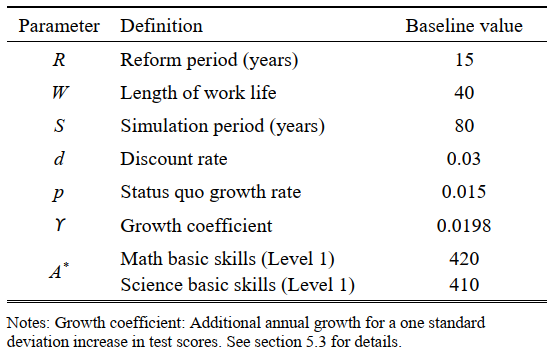 Parameter Definition Baseline value
R Reform period (years) 15
W Length of work life 40
S Simulation period (years) 80
d Discount rate 0.03
p Status quo growth rate 0.015
ϒ Growth coefficient 0.0198
A* Math basic skills (Level 1) 420
Science basic skills (Level 1) 410
Notes: Growth coefficient: Additional annual growth for a one standard
deviation increase in test scores. See section 5.3 for details.